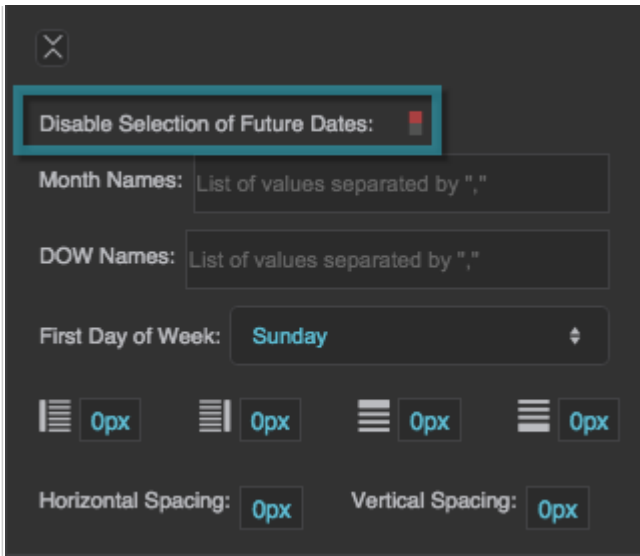 Disable Selection of Future Dates:
Month Names: List of values separated by ","
DOW Names: List of values separated by ","
First Day of Week: Sunday
0px 0px 0px 0px
Horizontal Spacing: 0px Vertical Spacing: 0px